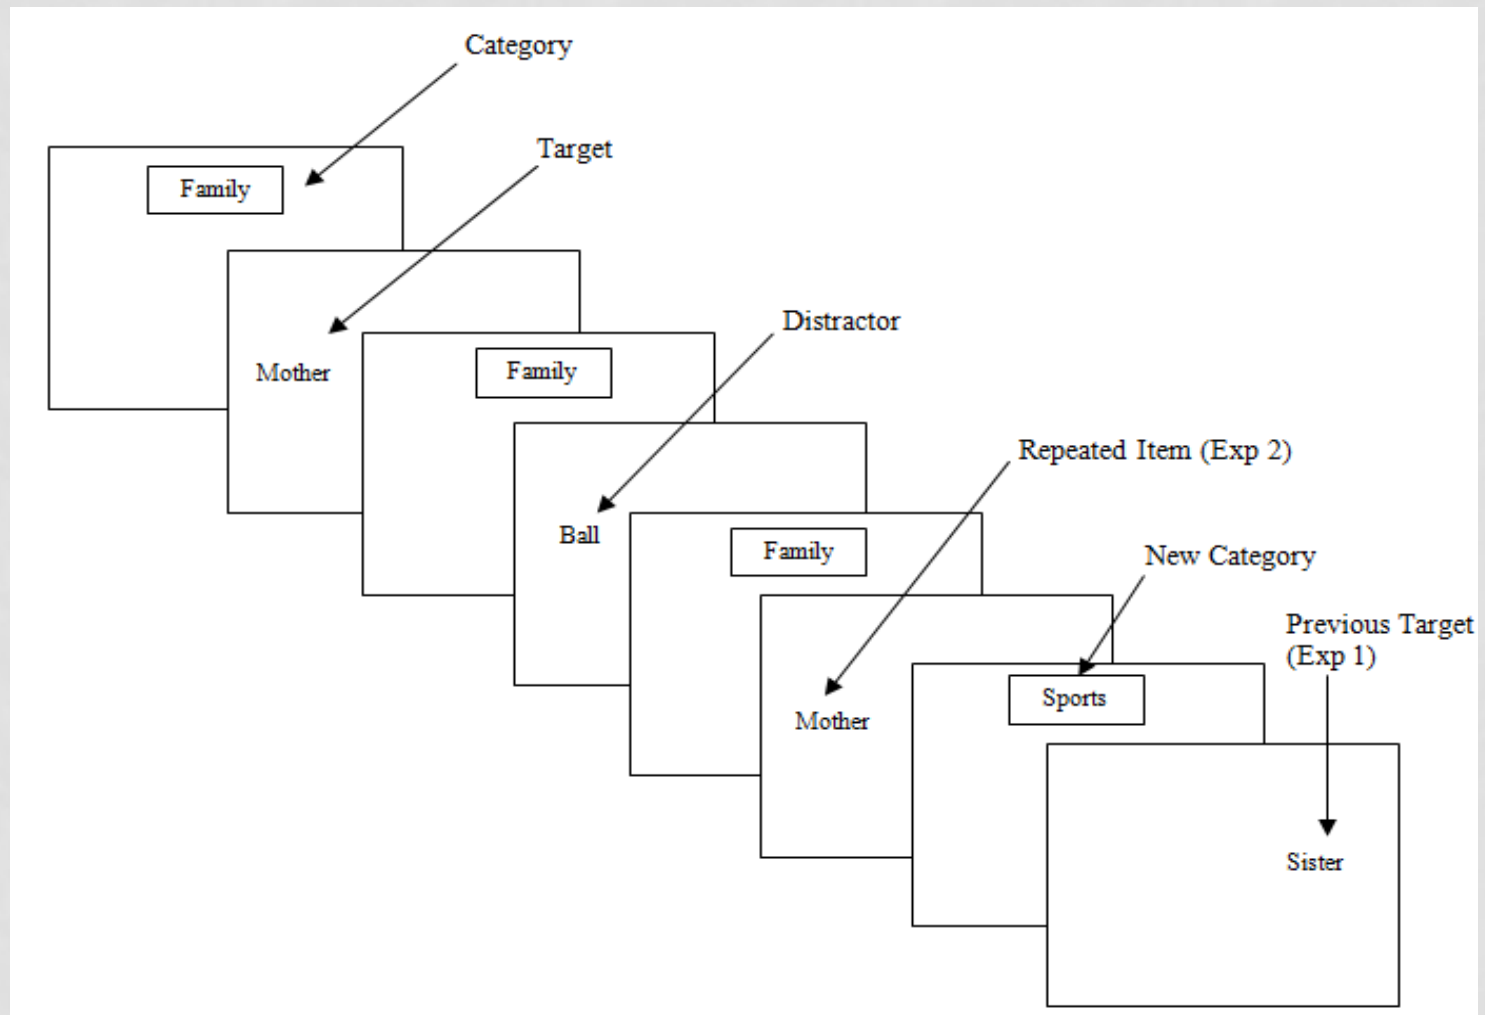 Category
Target
Family
Distractor
Mother
Family
Repeated Item (Exp 2)
Ball
Family
New Category
Previous Target
(Exp 1)
Mother
Sports
Sister